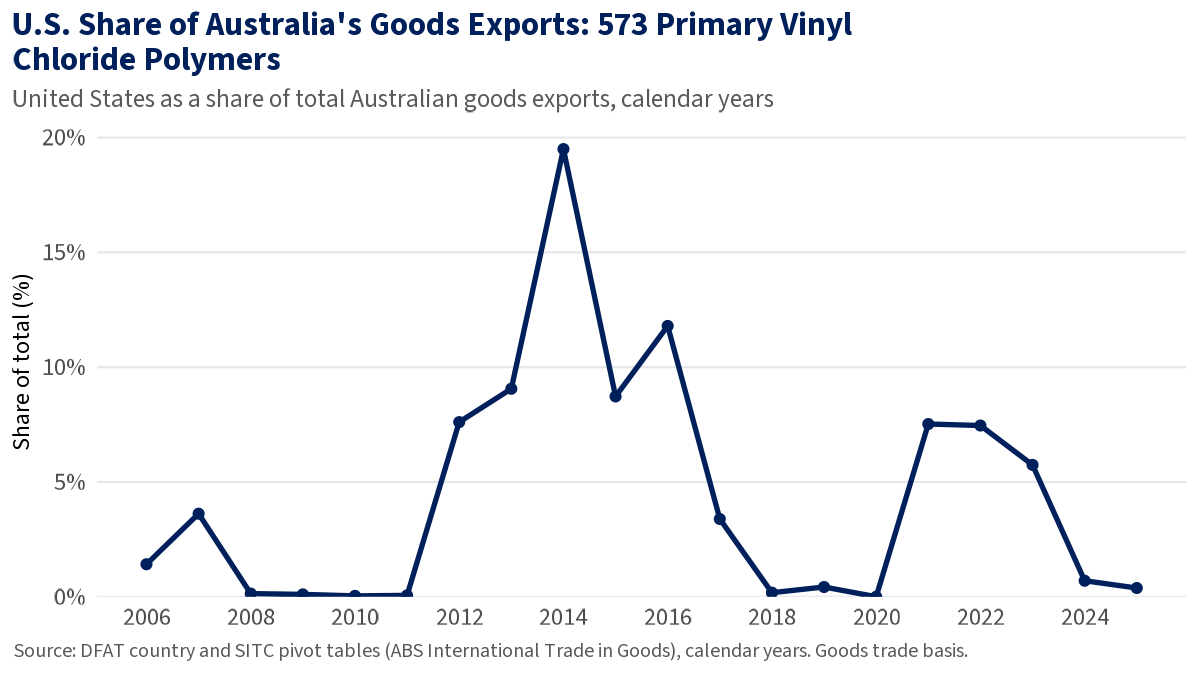 U.S. Share of Australia's Goods Exports: 573 Primary Vinyl
Chloride Polymers
United States as a share of total Australian goods exports, calendar years
Share of total (%)
20%
15%
10%
5%
0%
2006 2008 2010 2012 2014 2016 2018 2020 2022 2024
Source: DFAT country and SITC pivot tables (ABS International Trade in Goods), calendar years. Goods trade basis.